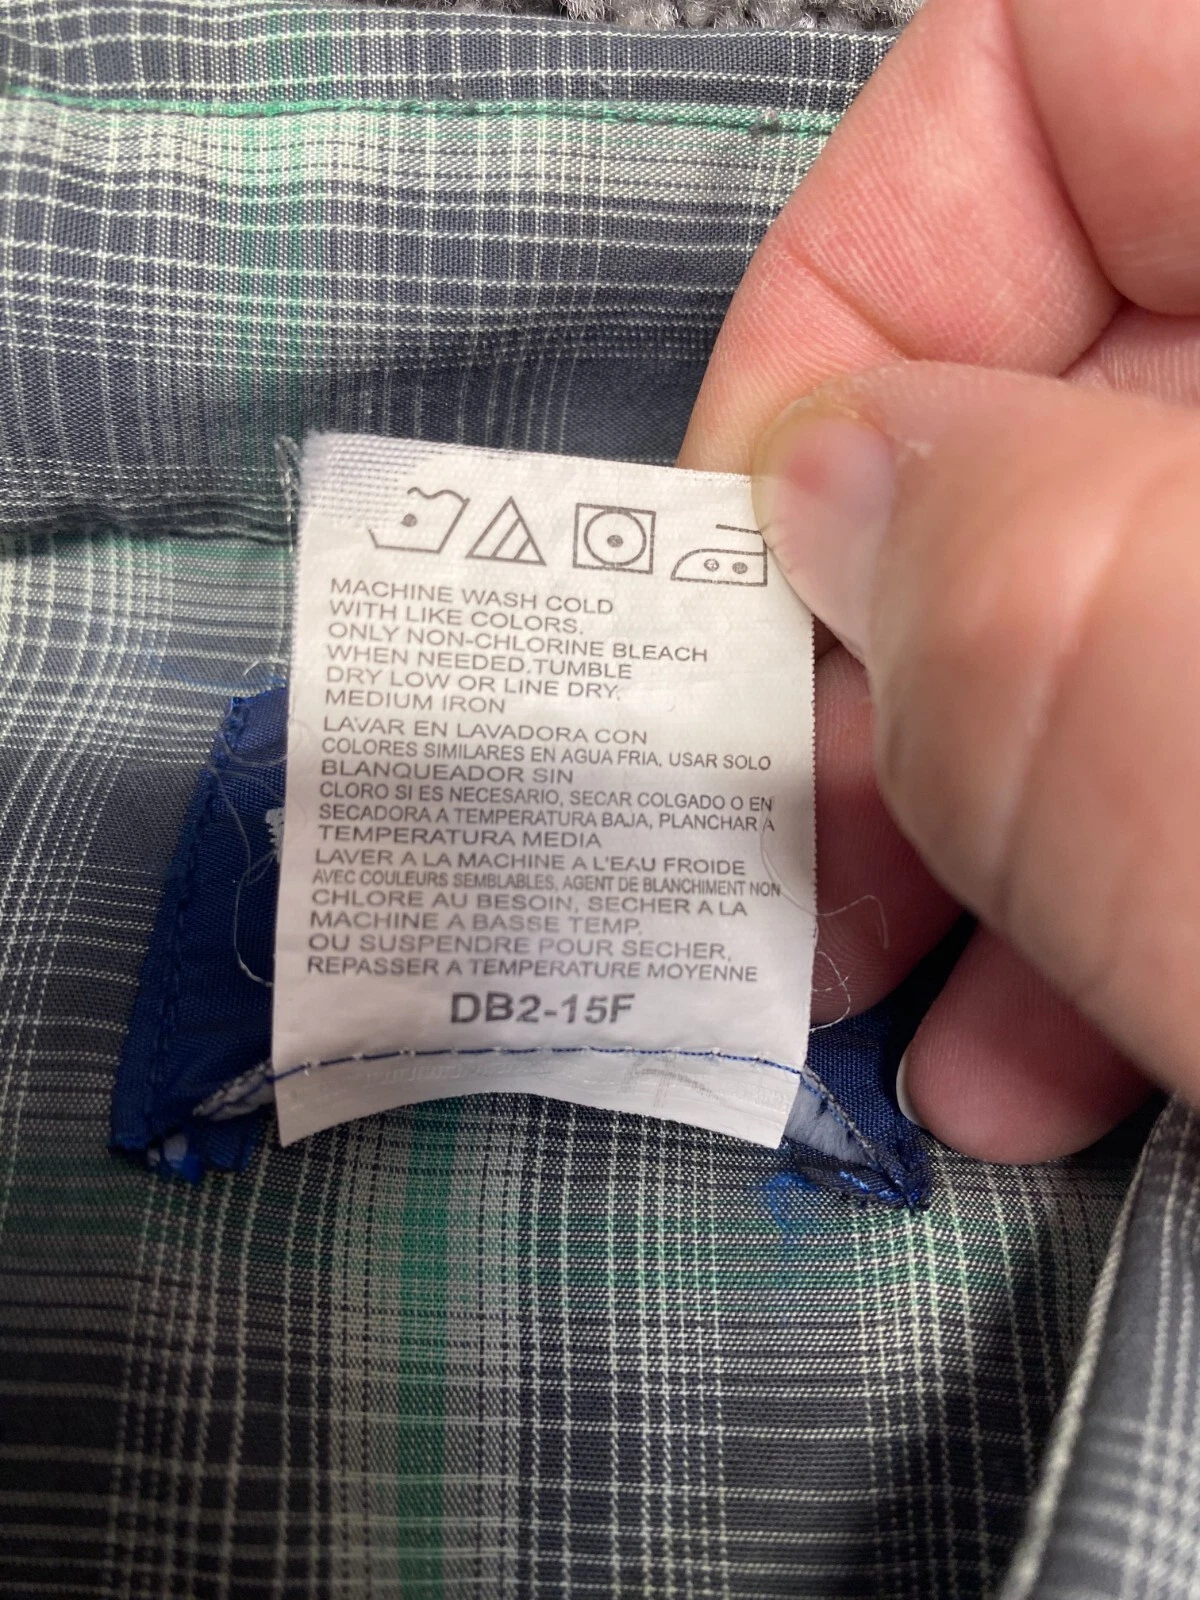 MACHINE WASH COLD
WITH LIKE COLORS.
ONLY NON-CHLORINE BLEACH
WHEN NEEDED.TUMBLE
DRY LOW OR LINE DRY.
MEDIUM IRON
LAVAR EN LAVADORA CON
COLORES SIMILARES EN AGUA FRIA, USAR SOLO
BLANQUEADOR SIN
CLORO SI ES NECESARIO, SECAR COLGADO O EN
SECADORA A TEMPERATURA BAJA, PLANCHAR A
TEMPERATURA MEDIA
LAVER A LA MACHINE A L'EAU FROIDE
AVEC COULEURS SEMBLABLES, AGENT DE BLANCHIMENT NON
CHLORE AU BESOIN, SECHER A LA
MACHINE A BASSE TEMP.
OU SUSPENDRE POUR SECHER,
REPASSER A TEMPERATURE MOYENNE
DB2-15F